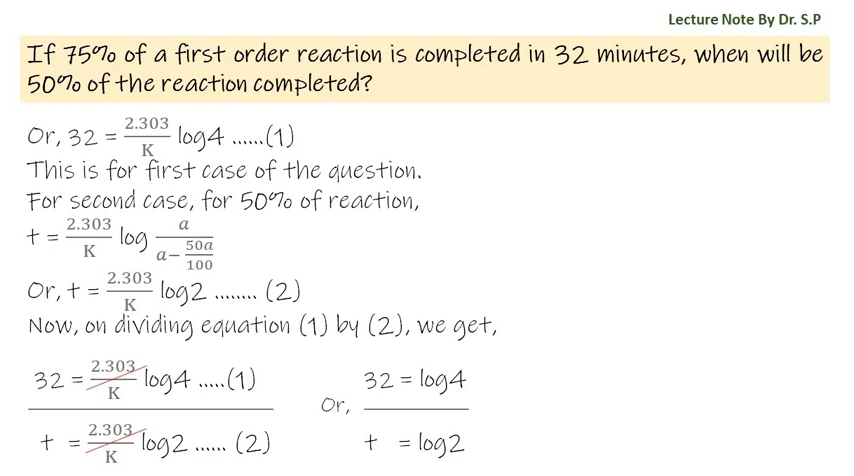 Lecture Note By Dr. S.P
If 75% of a first order reaction is completed in 32 minutes, when will be
50% of the reaction completed?
Or, 32 = 2.303/K log4 ......(1)
This is for first case of the question.
For second case, for 50% of reaction,
t = 2.303/K log a/(a− 50a/100)
Or, t = 2.303/K log2 ........ (2)
Now, on dividing equation (1) by (2), we get,
32 = 2.303/K log4 .....(1)
t = 2.303/K log2 ...... (2)
Or,
32 = log4
t = log2